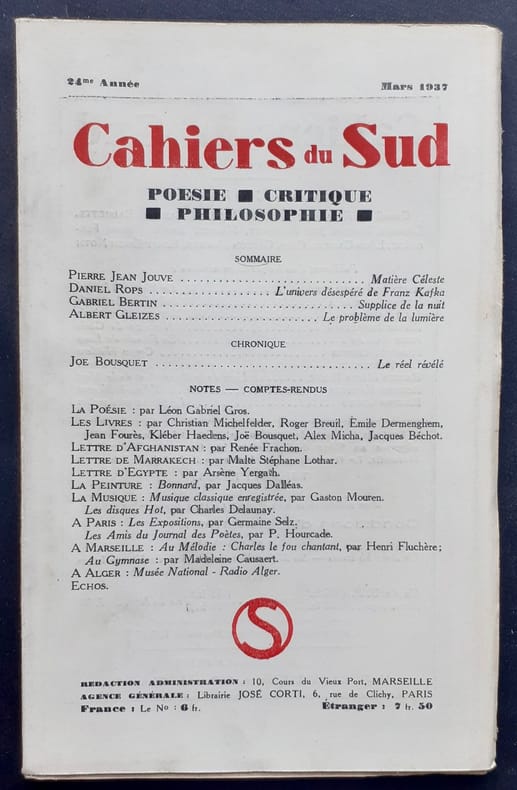 24me Année Mars 1937
Cahiers du Sud
POESIE ■ CRITIQUE
■ PHILOSOPHIE ■
SOMMAIRE
PIERRE JEAN JOUVE . . . . . . . . . . . . . . . . . . . . . . . . . . . . Matière Céleste
DANIEL ROPS . . . . . . . . . . . . . . . . . . L'univers désespéré de Franz Kafka
GABRIEL BERTIN . . . . . . . . . . . . . . . . . . . . . . . . . . . . Supplice de la nuit
ALBERT GLEIZES . . . . . . . . . . . . . . . . . . . . . . . Le problème de la lumière
CHRONIQUE
JOE BOUSQUET . . . . . . . . . . . . . . . . . . . . . . . . . . . . . . . . Le réel révélé
NOTES — COMPTES-RENDUS
LA POÉSIE : par Léon Gabriel Gros.
LES LIVRES : par Christian Michelfelder, Roger Breuil, Emile Dermenghem,
Jean Fourès, Kléber Haedens, Joë Bousquet, Alex Micha, Jacques Béchot.
LETTRE D'AFGHANISTAN : par Renée Frachon.
LETTRE DE MARRAKECH : par Malte Stéphane Lothar.
LETTRE D'EGYPTE : par Arsène Yergath.
LA PEINTURE : Bonnard, par Jacques Dalléas.
LA MUSIQUE : Musique classique enregistrée, par Gaston Mouren.
Les disques Hot, par Charles Delaunay.
A PARIS : Les Expositions, par Germaine Selz.
Les Amis du Journal des Poètes, par P. Hourcade.
A MARSEILLE : Au Mélodie : Charles le fou chantant, par Henri Fluchère;
Au Gymnase : par Madeleine Causaert.
A ALGER : Musée National - Radio Alger.
ECHOS.
S
REDACTION ADMINISTRATION : 10, Cours du Vieux Port, MARSEILLE
AGENCE GÉNÉRALE : Librairie JOSÉ CORTI, 6, rue de Clichy, PARIS
France : Le No : 6 fr. Étranger : 7 fr. 50